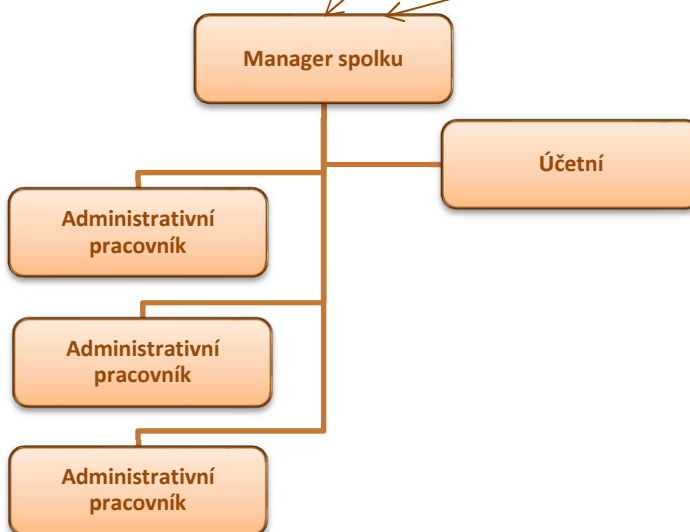 Manager spolku
Účetní
Administrativní
pracovník
Administrativní
pracovník
Administrativní
pracovník